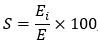 S = E_i/E × 100